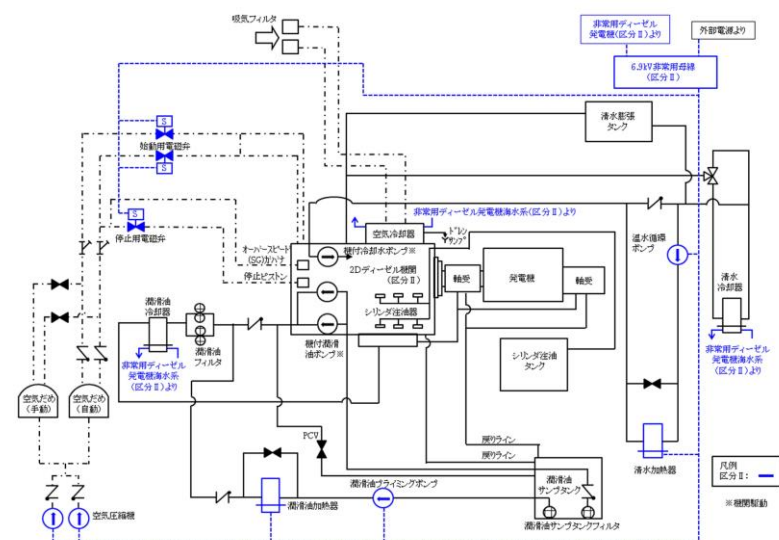 吸気フィルタ
非常用ディーゼル
発電機(区分Ⅱ)より
外部電源より
6.9kV非常用母線
(区分Ⅱ)
清水膨張
タンク
S
始動用電磁弁
S
S
停止用電磁弁
非常用ディーゼル発電機海水系(区分Ⅱ)より
空気冷却器
ドレン
サンプ
オーバースピード
(SG)ガバナ
停止ピストン
機付冷却水ポンプ※
2Dディーゼル機関
(区分Ⅱ)
シリンダ注油器
機付潤滑
油ポンプ※
軸受
発電機
軸受
温水循環
ポンプ
清水
冷却器
非常用ディーゼル
発電機海水系
(区分Ⅱ)より
潤滑油
冷却器
潤滑油
フィルタ
非常用ディーゼル
発電機海水系
(区分Ⅱ)より
シリンダ注油
タンク
空気だめ
(手動)
空気だめ
(自動)
PCV
戻りライン
戻りライン
清水加熱器
潤滑油
サンプタンク
潤滑油プライミングポンプ
潤滑油加熱器
潤滑油サンプタンクフィルタ
空気圧縮機
凡例
区分Ⅱ:
※機関駆動